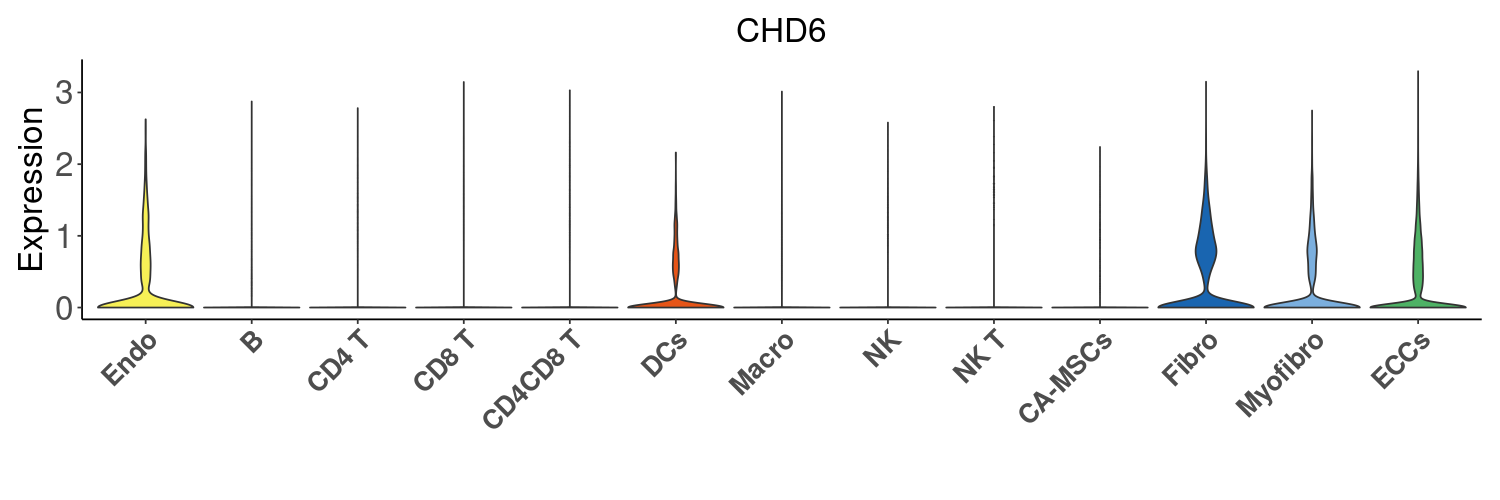 CHD6
Expression
3
2
1
0
Endo
B
CD4 T
CD8 T
CD4CD8 T
DCs
Macro
NK
NK T
CA-MSCs
Fibro
Myofibro
ECCs